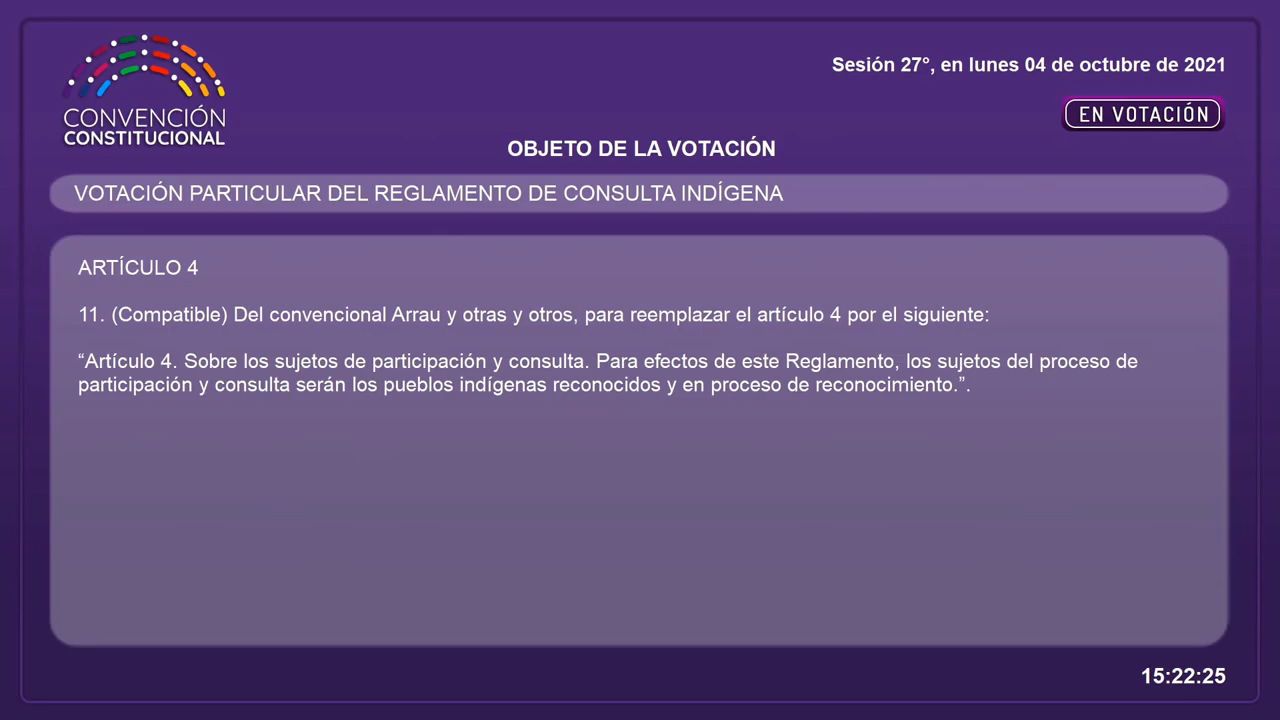 CONVENCIÓN
CONSTITUCIONAL
Sesión 27°, en lunes 04 de octubre de 2021
EN VOTACIÓN
OBJETO DE LA VOTACIÓN
VOTACIÓN PARTICULAR DEL REGLAMENTO DE CONSULTA INDÍGENA
ARTÍCULO 4
11. (Compatible) Del convencional Arrau y otras y otros, para reemplazar el artículo 4 por el siguiente:
“Artículo 4. Sobre los sujetos de participación y consulta. Para efectos de este Reglamento, los sujetos del proceso de
participación y consulta serán los pueblos indígenas reconocidos y en proceso de reconocimiento.”.
15:22:25